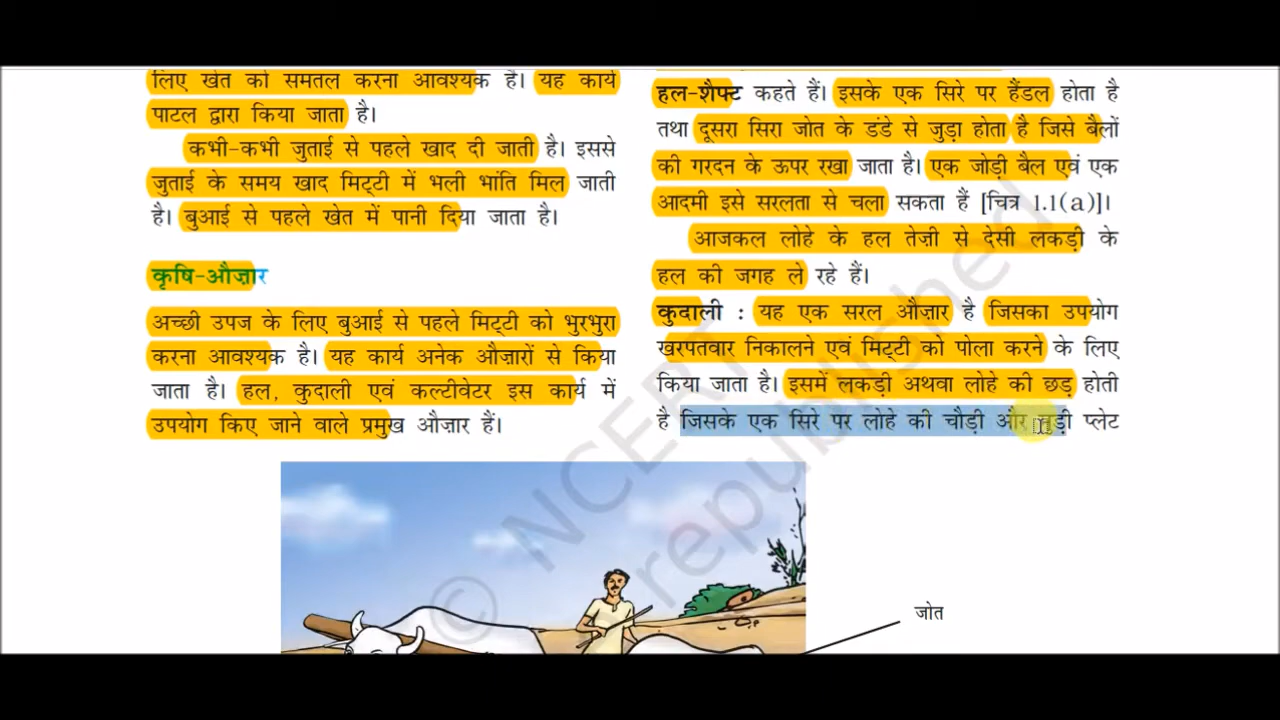 लिए खेत को समतल करना आवश्यक है। यह कार्य
पाटल द्वारा किया जाता है।
कभी-कभी जुताई से पहले खाद दी जाती है। इससे
जुताई के समय खाद मिट्टी में भली भांति मिल जाती
है। बुआई से पहले खेत में पानी दिया जाता है।
कृषि-औज़ार
अच्छी उपज के लिए बुआई से पहले मिट्टी को भुरभुरा
करना आवश्यक है। यह कार्य अनेक औज़ारों से किया
जाता है। हल, कुदाली एवं कल्टीवेटर इस कार्य में
उपयोग किए जाने वाले प्रमुख औज़ार हैं।
हल-शैफ्ट कहते हैं। इसके एक सिरे पर हैंडल होता है
तथा दूसरा सिरा जोत के डंडे से जुड़ा होता है जिसे बैलों
की गरदन के ऊपर रखा जाता है। एक जोड़ी बैल एवं एक
आदमी इसे सरलता से चला सकता हैं [चित्र 1.1(a)]।
आजकल लोहे के हल तेज़ी से देसी लकड़ी के
हल की जगह ले रहे हैं।
कुदाली : यह एक सरल औज़ार है जिसका उपयोग
खरपतवार निकालने एवं मिट्टी को पोला करने के लिए
किया जाता है। इसमें लकड़ी अथवा लोहे की छड़ होती
है जिसके एक सिरे पर लोहे की चौड़ी और प्लेट
जोत
© NCERT
republished